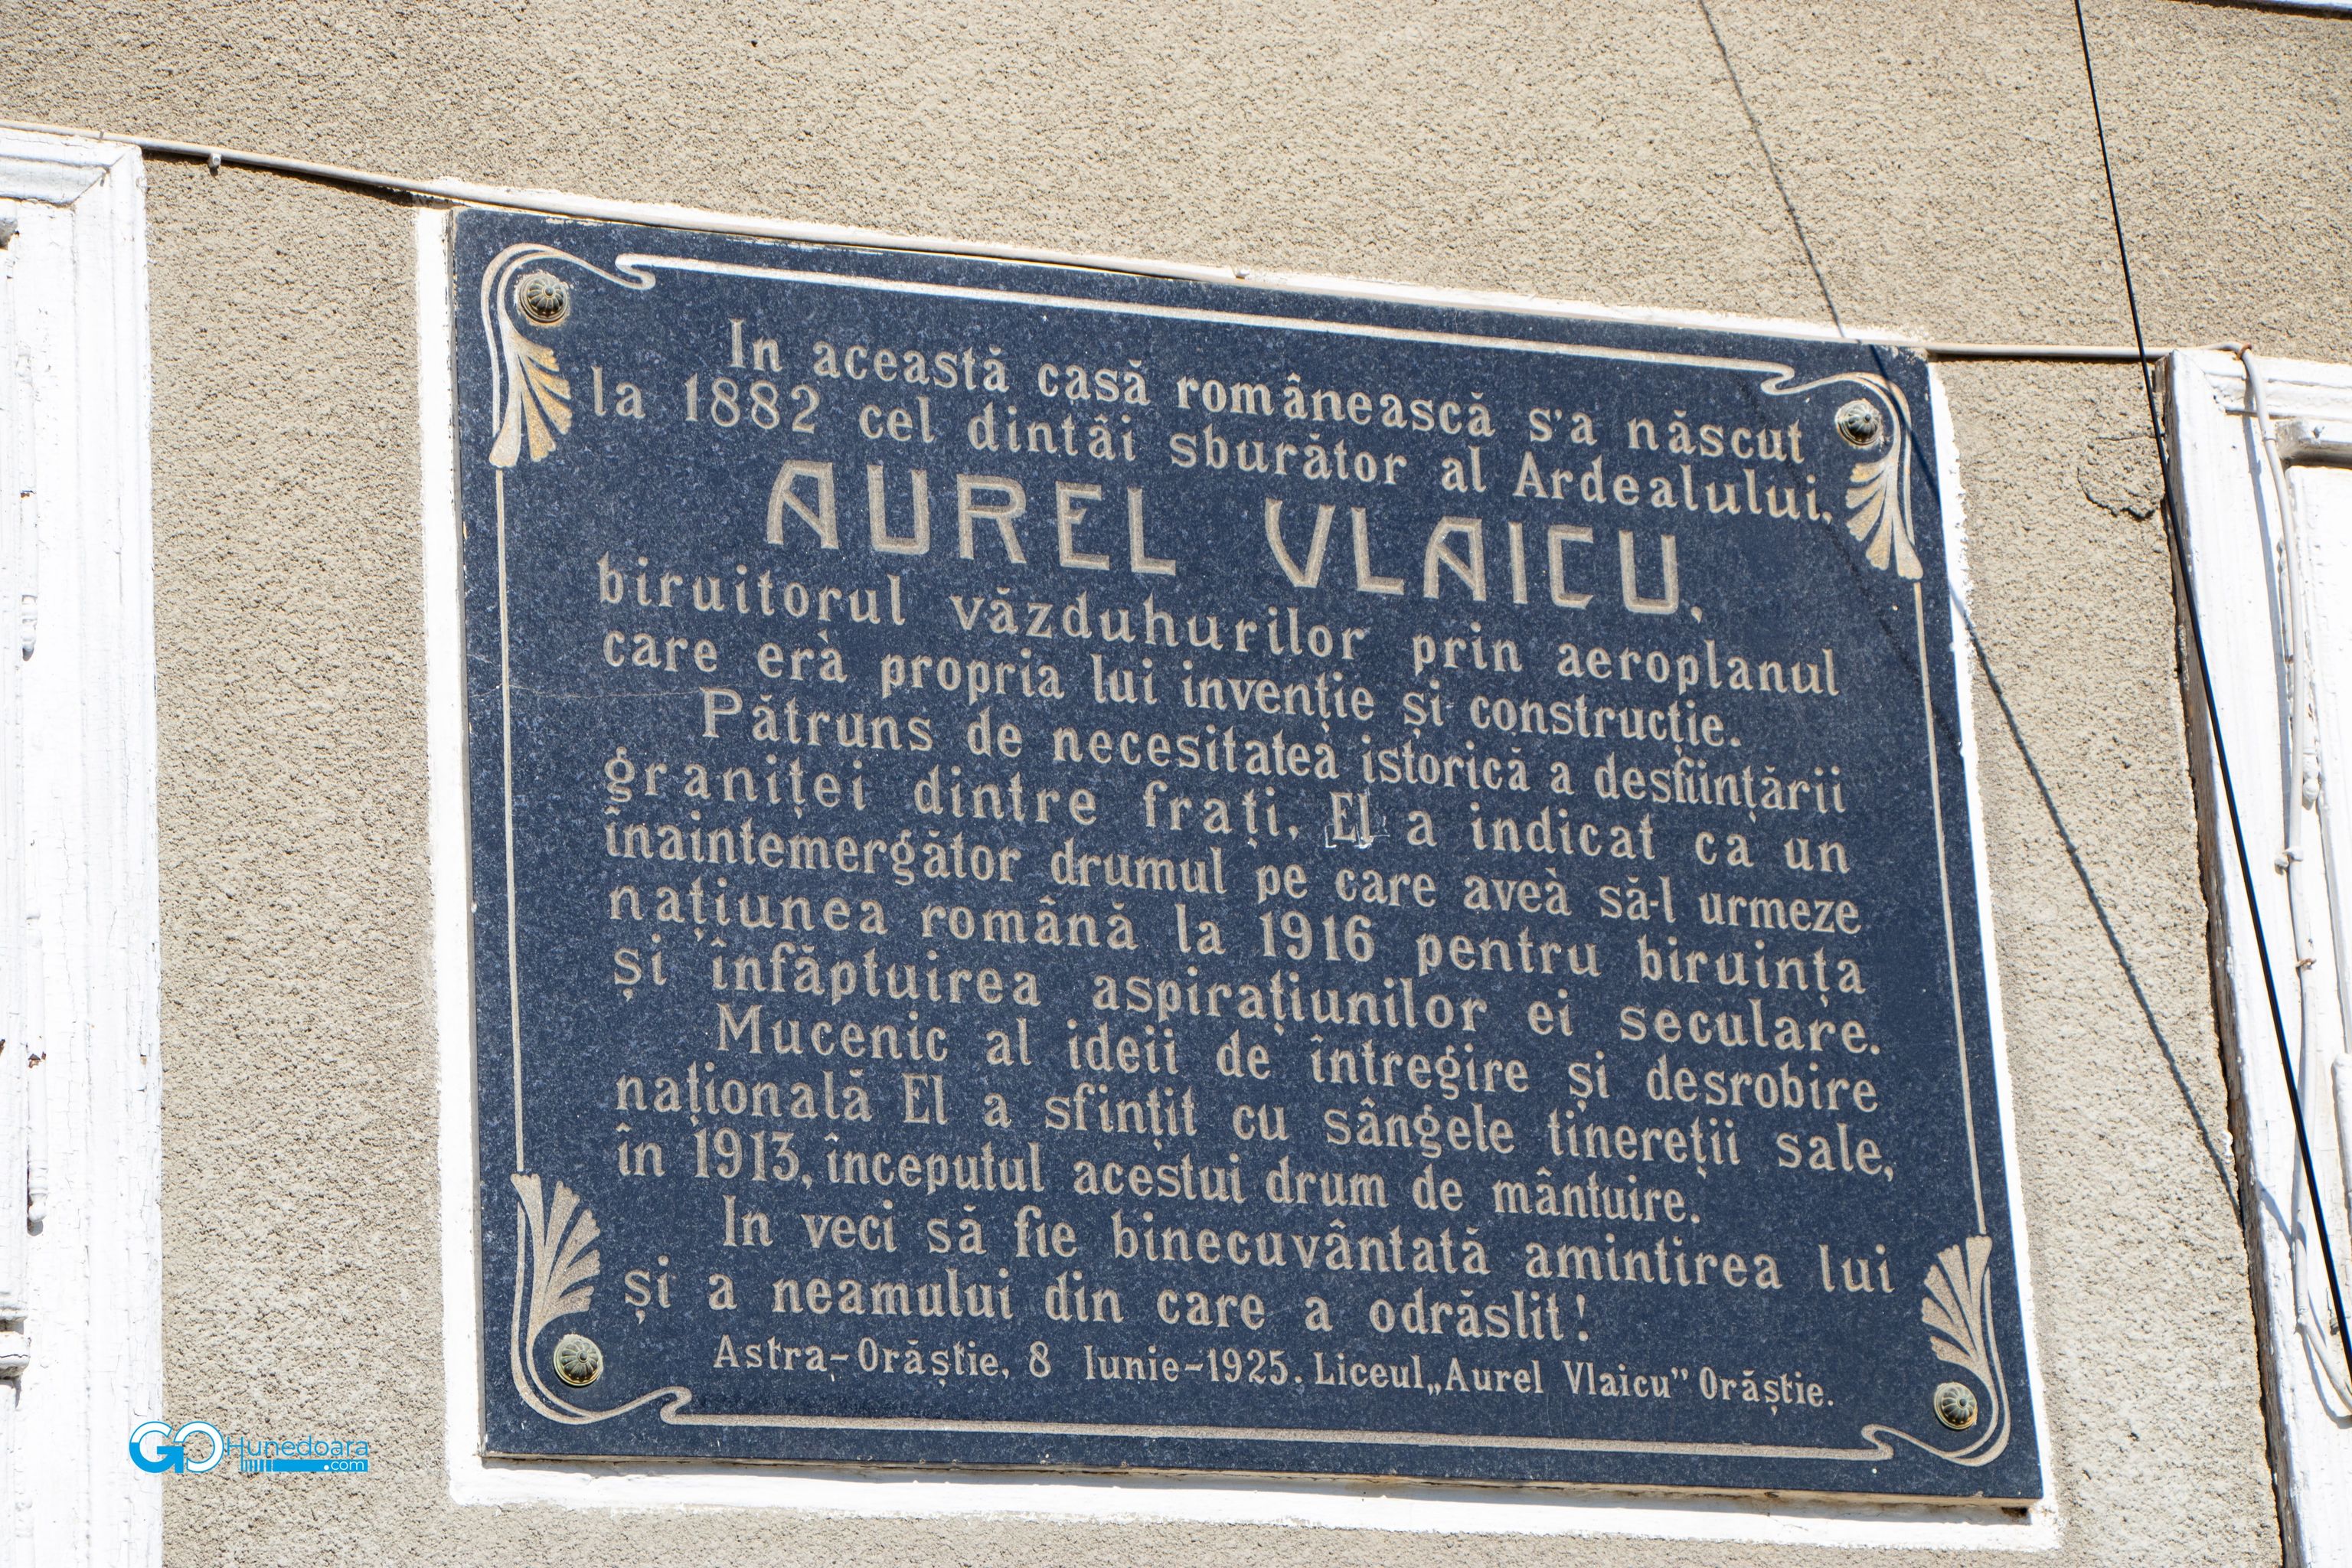 In această casă românească s'a născut
la 1882 cel dintâi sburător al Ardealului,
AUREL VLAICU,
biruitorul văzduhurilor prin aeroplanul
care erà propria lui invenție și construcție.
Pătruns de necesitatea istorică a desființării
graniței dintre frați, El a indicat ca un
înaintemergător drumul pe care aveà să-l urmeze
națiunea română la 1916 pentru biruința
și înfăptuirea aspirațiunilor ei seculare.
Mucenic al ideii de întregire și desrobire
națională El a sfințit cu sângele tinereții sale,
în 1913, începutul acestui drum de mântuire.
In veci să fie binecuvântată amintirea lui
și a neamului din care a odrăslit!
Astra-Orăștie, 8 Iunie-1925. Liceul „Aurel Vlaicu" Orăștie.
GO Hunedoara
.com